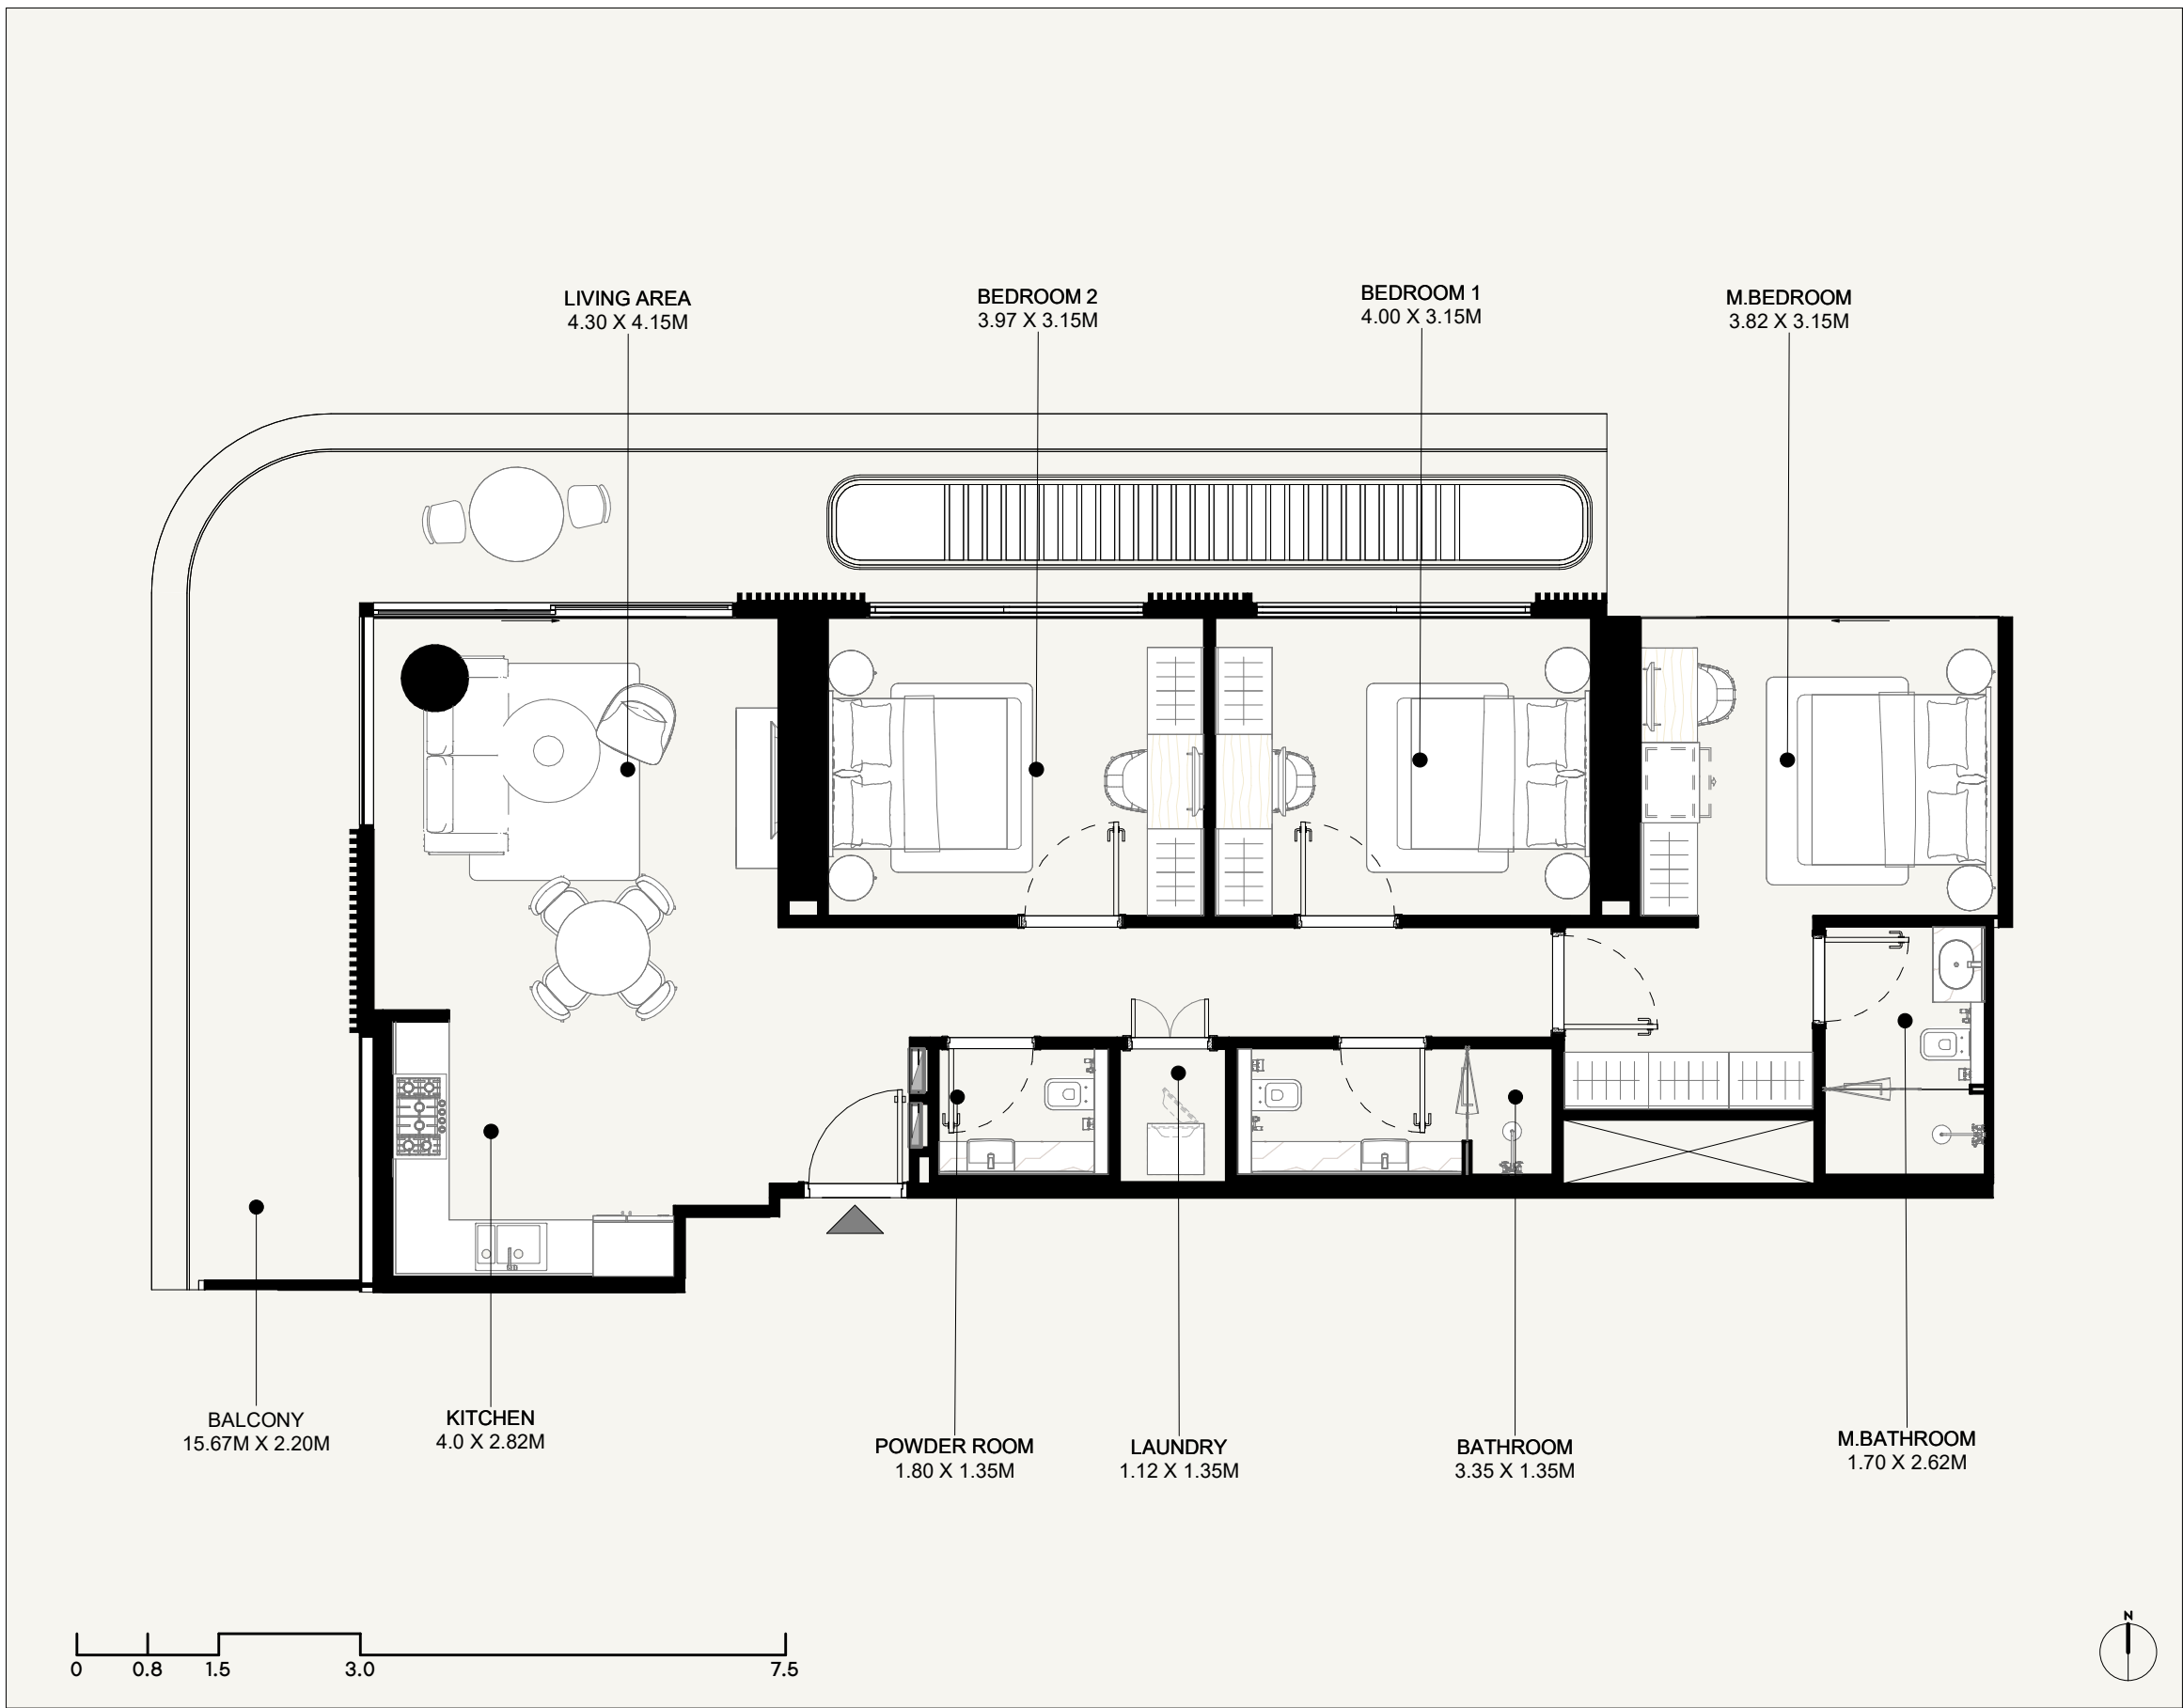 LIVING AREA
4.30 X 4.15M
BEDROOM 2
3.97 X 3.15M
BEDROOM 1
4.00 X 3.15M
M.BEDROOM
3.82 X 3.15M
BALCONY
15.67M X 2.20M
KITCHEN
4.0 X 2.82M
POWDER ROOM
1.80 X 1.35M
LAUNDRY
1.12 X 1.35M
BATHROOM
3.35 X 1.35M
M.BATHROOM
1.70 X 2.62M
0 0.8 1.5 3.0 7.5
N